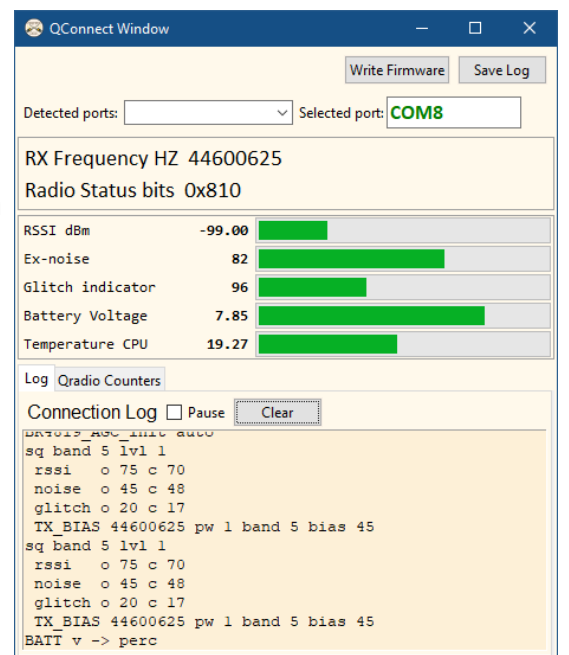 QConnect Window
Write Firmware Save Log
Detected ports: Selected port: COM8
RX Frequency HZ 44600625
Radio Status bits 0x810
RSSI dBm -99.00
Ex-noise 82
Glitch indicator 96
Battery Voltage 7.85
Temperature CPU 19.27
Log Qradio Counters
Connection Log Pause Clear
BK4819_AGC_Init auto
sq band 5 lvl 1
rssi o 75 c 70
noise o 45 c 48
glitch o 20 c 17
TX_BIAS 44600625 pw 1 band 5 bias 45
sq band 5 lvl 1
rssi o 75 c 70
noise o 45 c 48
glitch o 20 c 17
TX_BIAS 44600625 pw 1 band 5 bias 45
BATT v -> perc